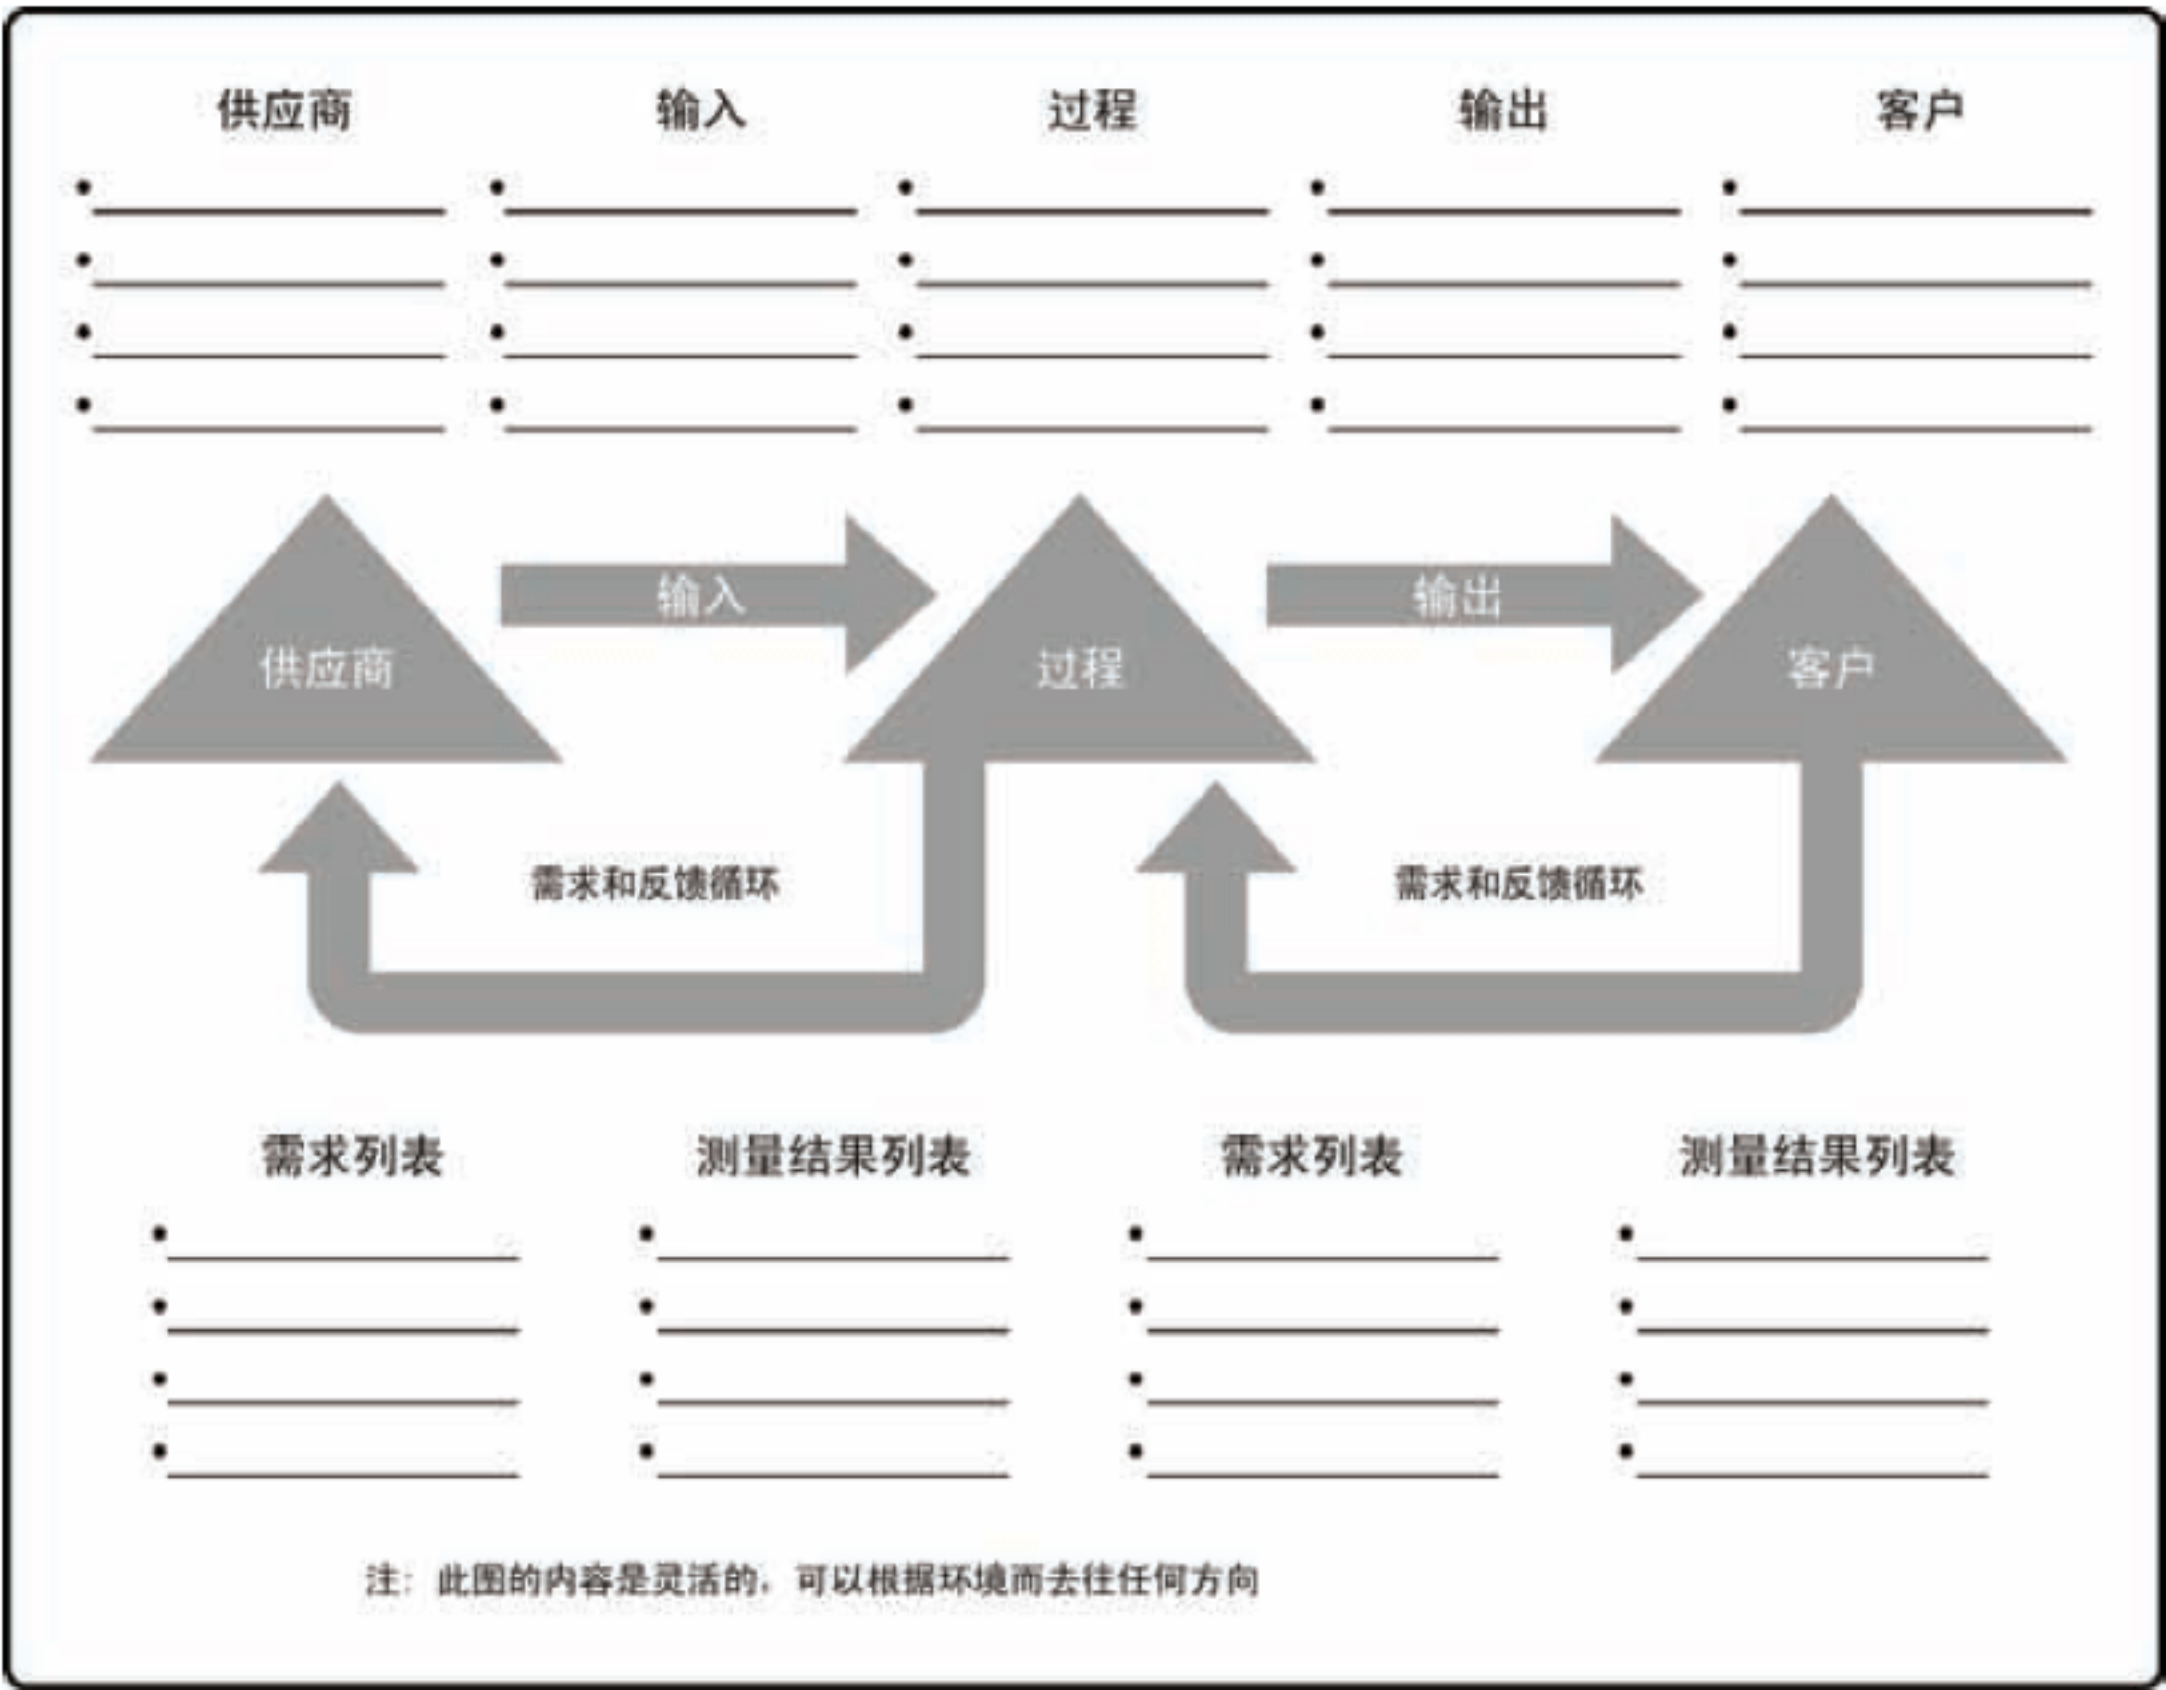 供应商 输入 过程 输出 客户
输入 输出
供应商 过程 客户
需求和反馈循环 需求和反馈循环
需求列表 测量结果列表 需求列表 测量结果列表
注：此图的内容是灵活的，可以根据环境而去往任何方向